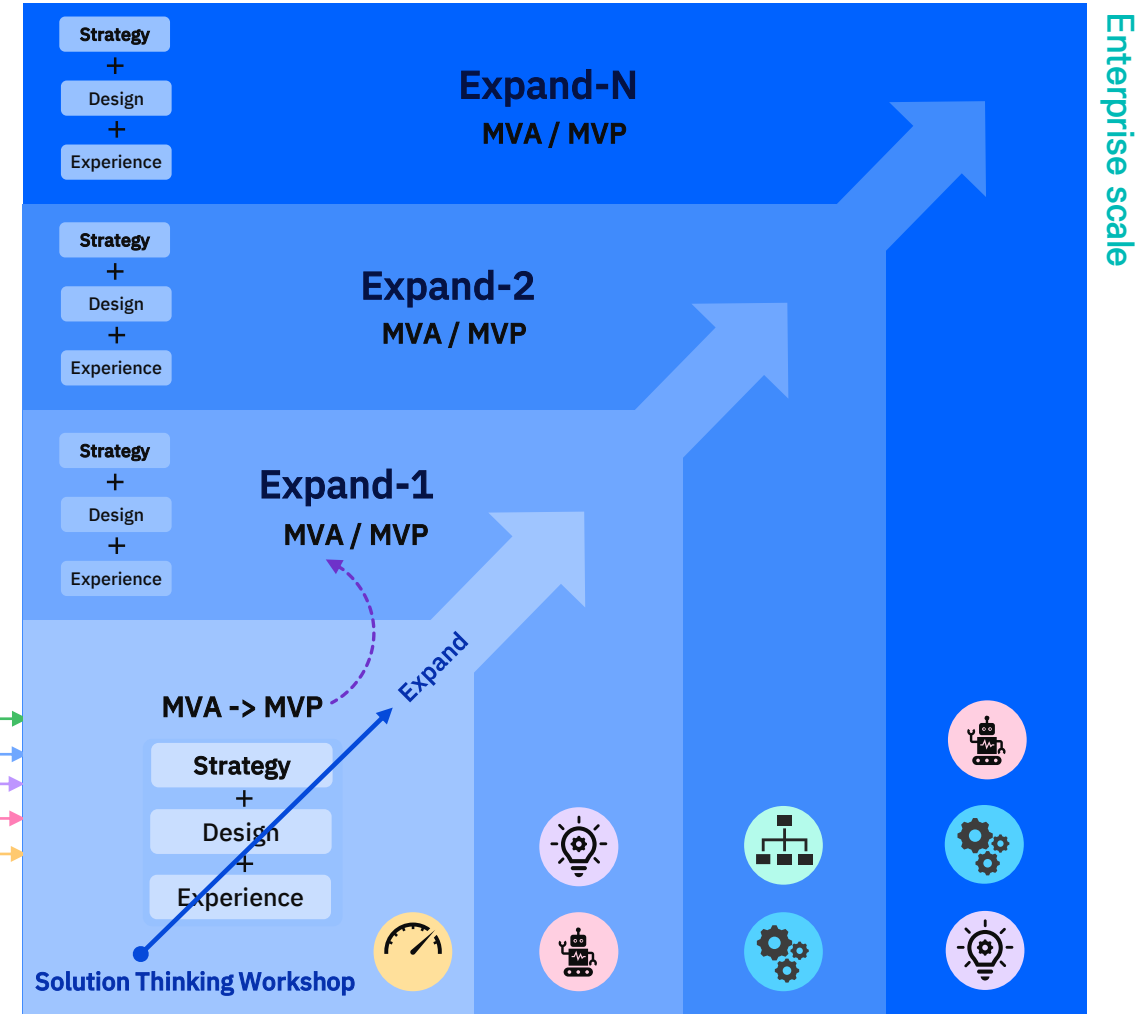 Strategy
+
Design
+
Experience
Expand-N
MVA / MVP
Enterprise scale
Strategy
+
Design
+
Experience
Expand-2
MVA / MVP
Strategy
+
Design
+
Experience
Expand-1
MVA / MVP
Expand
MVA -> MVP
Strategy
+
Design
+
Experience
Solution Thinking Workshop